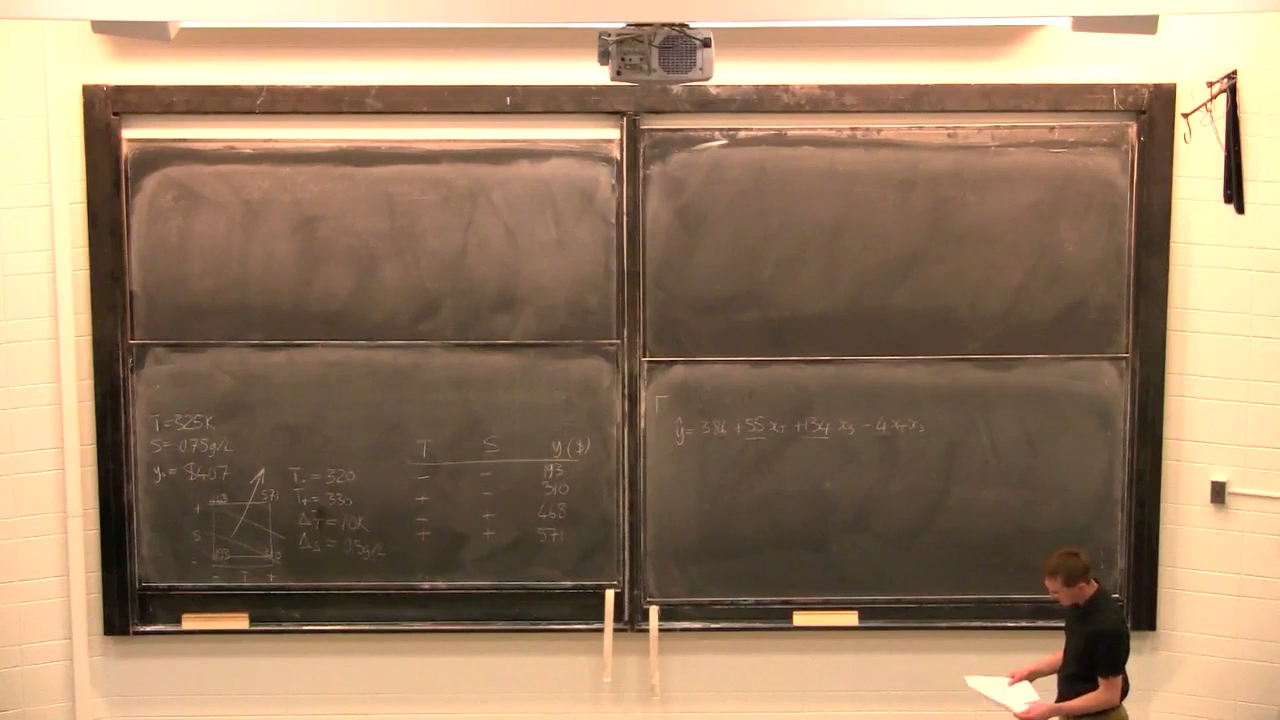 T=325K
S=0.75g/L
y₀=$407
T₋=320
T₊=330
ΔT=10K
Δs=0.5g/L
+ 571
S
-
- T +
T S y($)
- - 193
+ - 310
- + 468
+ + 571
ŷ=386+55x_T+134x_S-4x_Tx_S